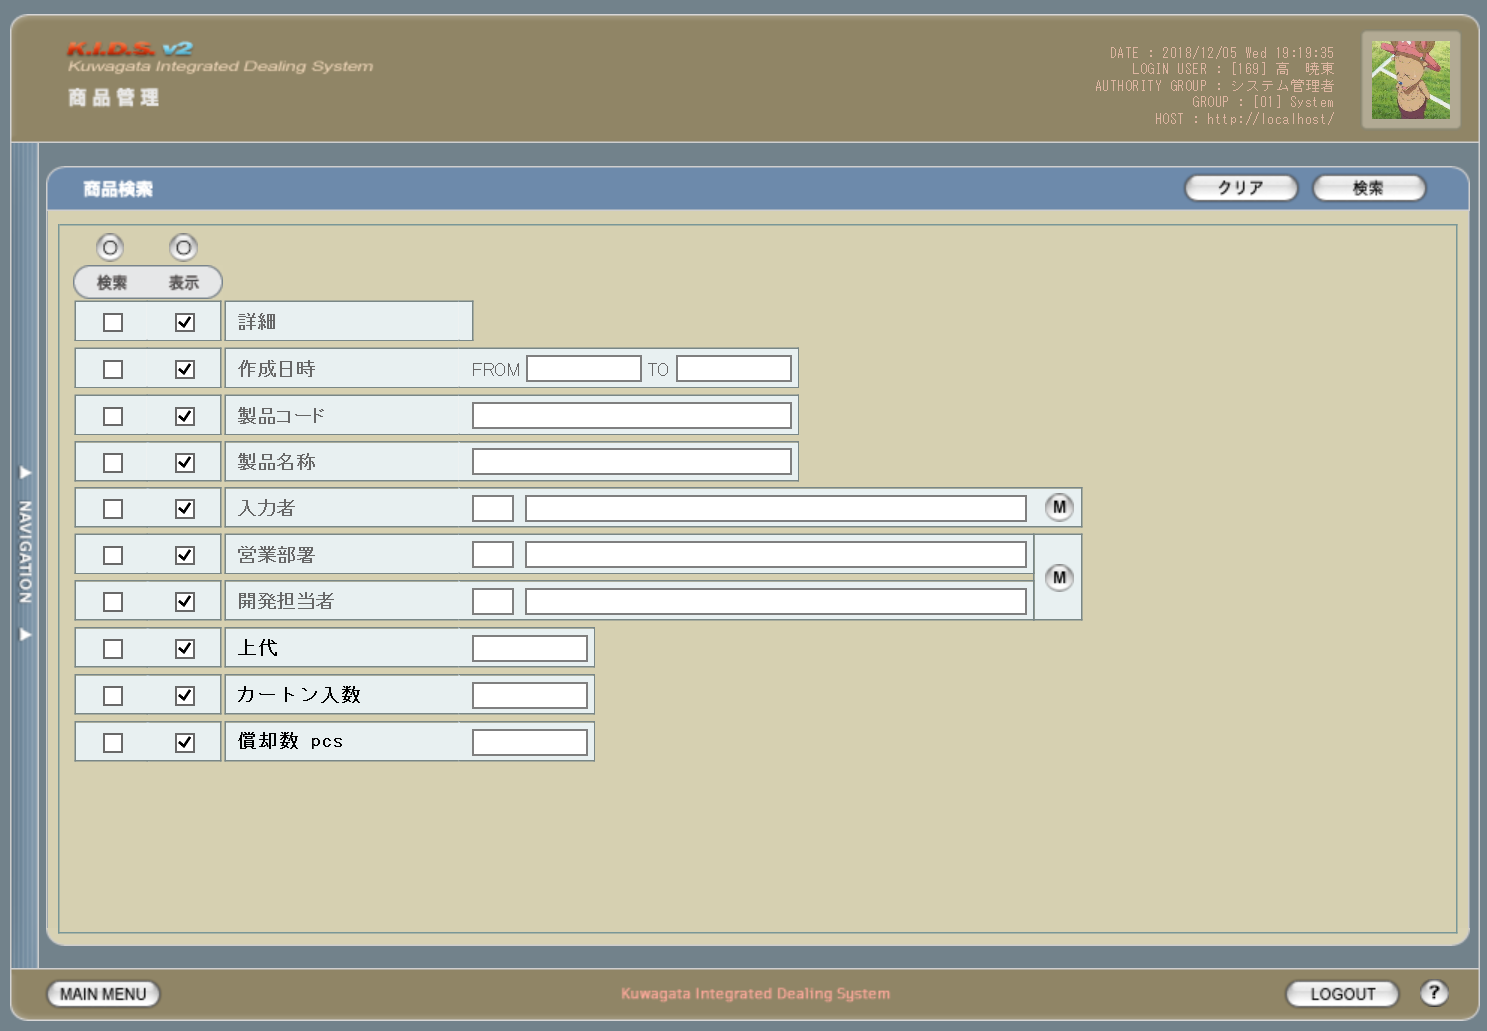 K.I.D.S. v2
Kuwagata Integrated Dealing System
商品管理
DATE : 2018/12/05 Wed 19:19:35
LOGIN USER : [169] 高　暁東
AUTHORITY GROUP : システム管理者
GROUP : [01] System
HOST : http://localhost/
商品検索
クリア
検索
検索 表示
詳細
作成日時 FROM TO
製品コード
製品名称
入力者 M
営業部署
開発担当者 M
上代
カートン入数
償却数 pcs
NAVIGATION
MAIN MENU
Kuwagata Integrated Dealing System
LOGOUT
?